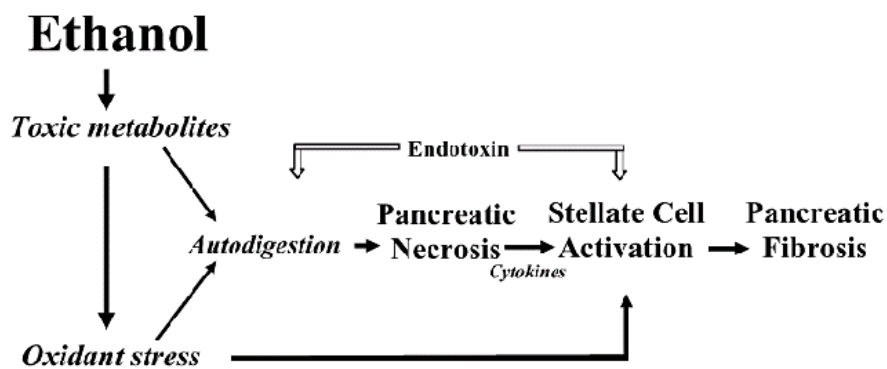 Ethanol
Toxic metabolites
Endotoxin
Pancreatic Stellate Cell Pancreatic
Autodigestion Necrosis Activation Fibrosis
Cytokines
Oxidant stress